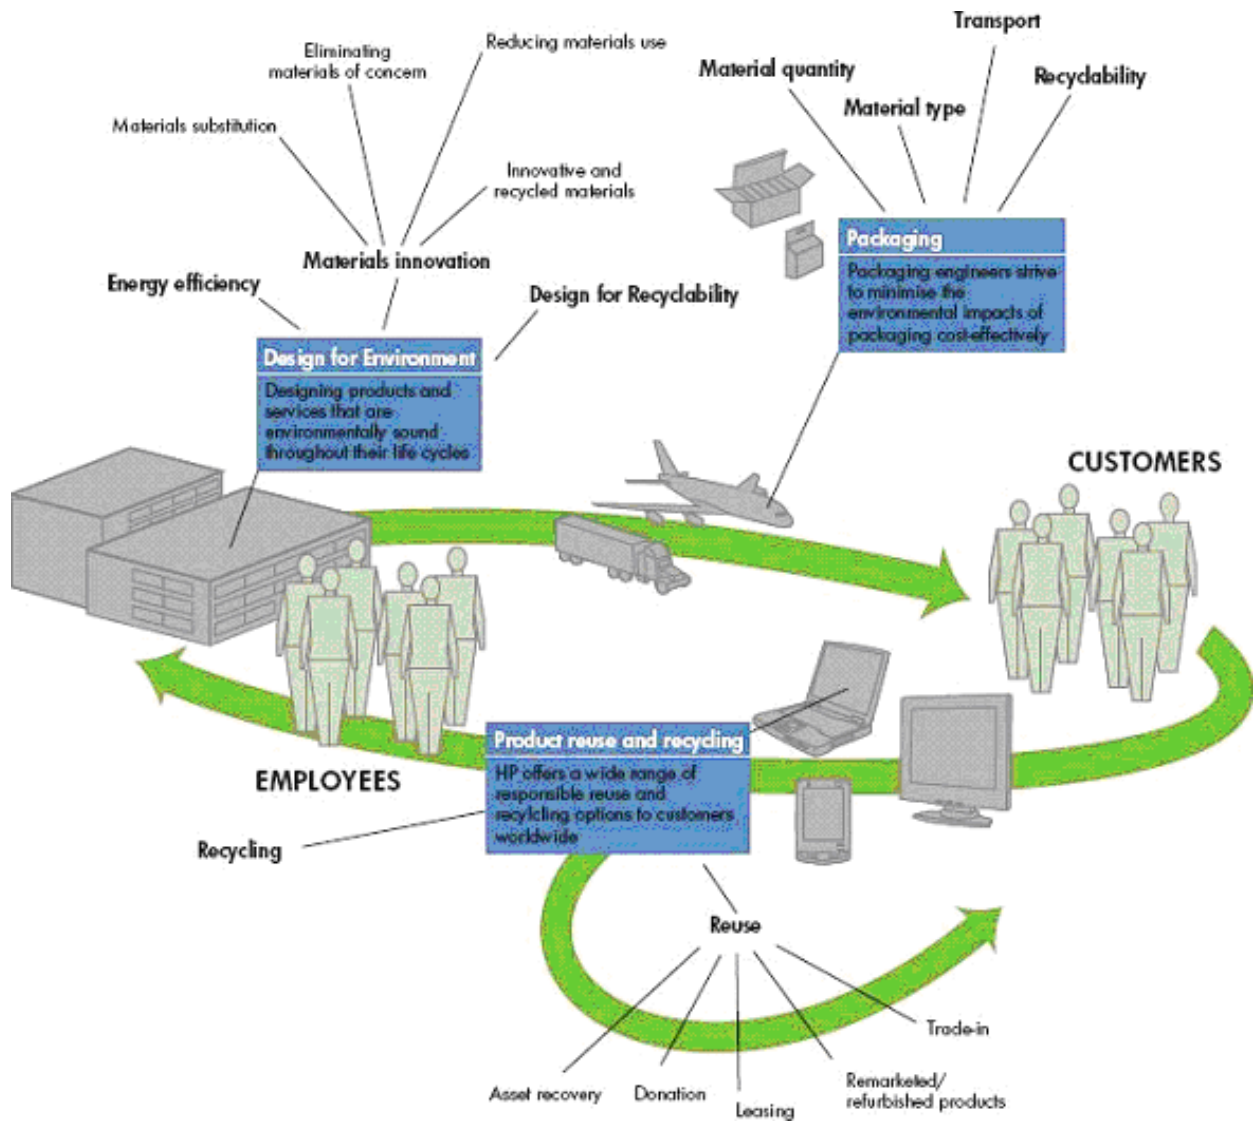 Transport
Reducing materials use
Eliminating
materials of concern
Material quantity
Recyclability
Material type
Materials substitution
Innovative and
recycled materials
Packaging
Packaging engineers strive
to minimise the
environmental impacts of
packaging cost-effectively
Materials innovation
Energy efficiency
Design for Recyclability
Design for Environment
Designing products and
services that are
environmentally sound
throughout their life cycles
CUSTOMERS
EMPLOYEES
Product reuse and recycling
HP offers a wide range of
responsible reuse and
recylcling options to customers
worldwide
Recycling
Reuse
Trade-in
Asset recovery
Donation
Leasing
Remarketed/
refurbished products